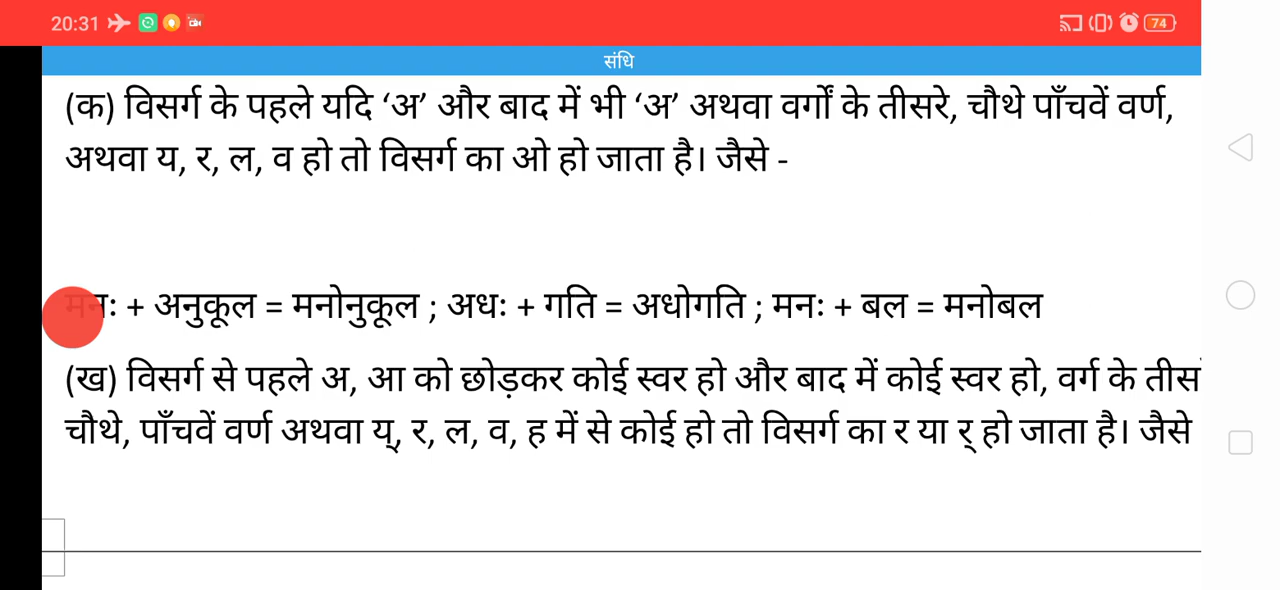 20:31
74
संधि
(क) विसर्ग के पहले यदि ‘अ’ और बाद में भी ‘अ’ अथवा वर्गों के तीसरे, चौथे पाँचवें वर्ण,
अथवा य, र, ल, व हो तो विसर्ग का ओ हो जाता है। जैसे -
मनः + अनुकूल = मनोनुकूल ; अधः + गति = अधोगति ; मनः + बल = मनोबल
(ख) विसर्ग से पहले अ, आ को छोड़कर कोई स्वर हो और बाद में कोई स्वर हो, वर्ग के
चौथे, पाँचवें वर्ण अथवा य्, र, ल, व, ह में से कोई हो तो विसर्ग का र या र् हो जाता है। जैसे